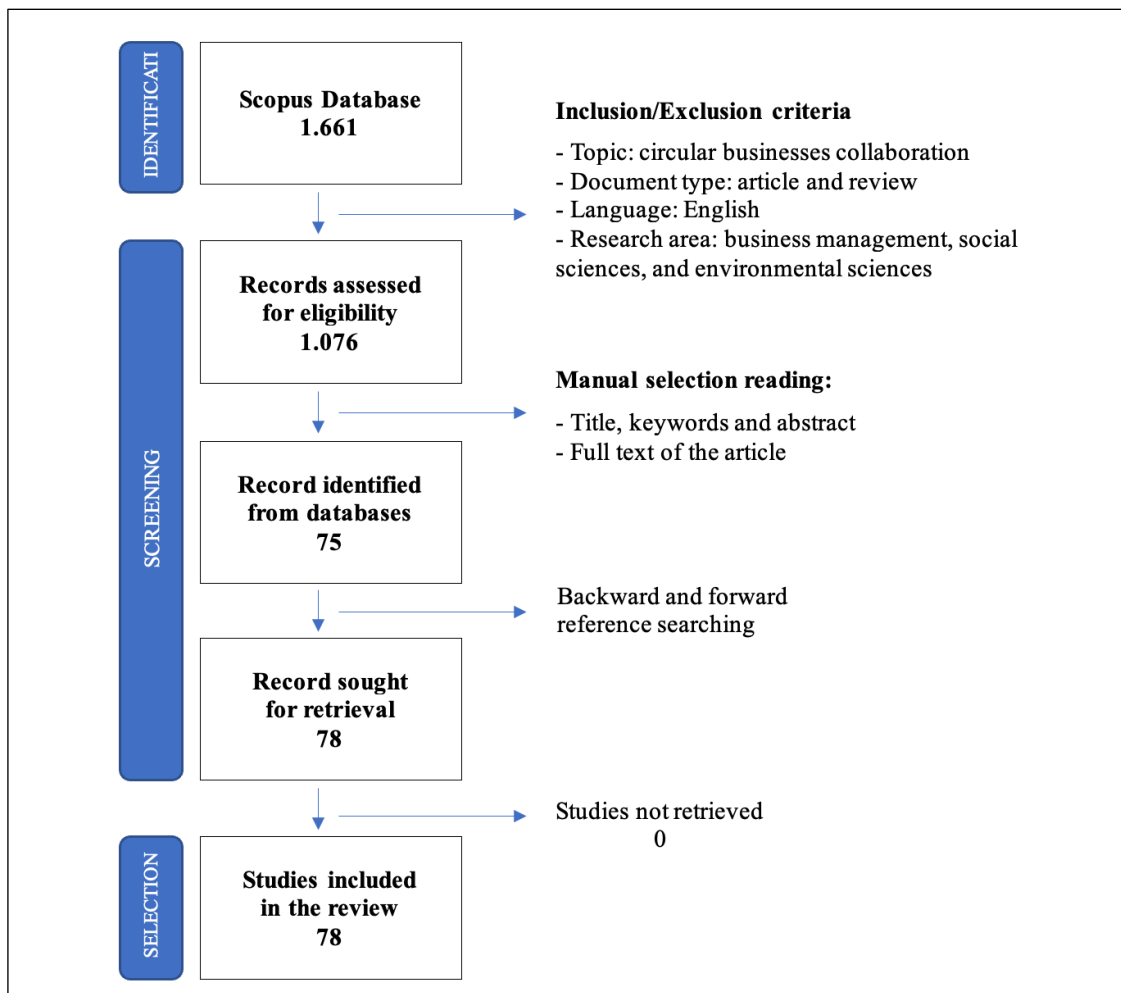 IDENTIFICATI
Scopus Database
1.661
Inclusion/Exclusion criteria
- Topic: circular businesses collaboration
- Document type: article and review
- Language: English
- Research area: business management, social
sciences, and environmental sciences
SCREENING
Records assessed
for eligibility
1.076
Manual selection reading:
- Title, keywords and abstract
- Full text of the article
Record identified
from databases
75
Backward and forward
reference searching
Record sought
for retrieval
78
Studies not retrieved
0
SELECTION
Studies included
in the review
78